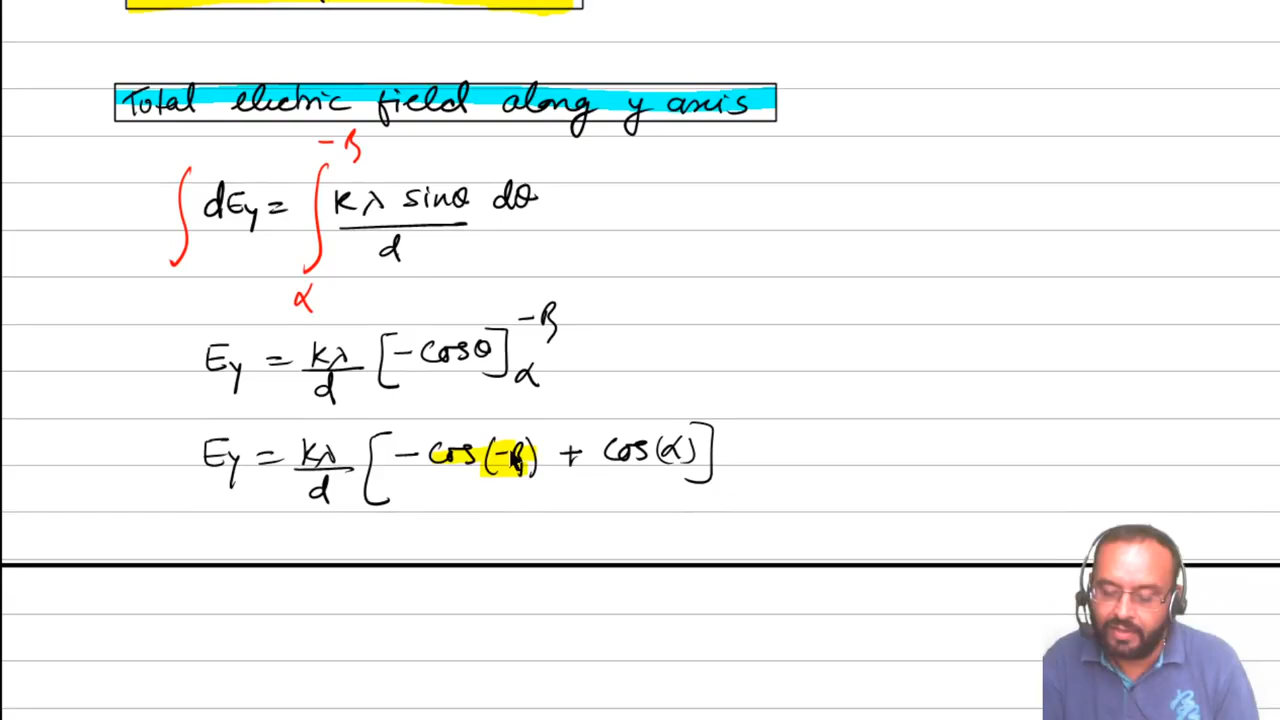 Total electric field along y axis
∫ dEy = ∫_α^-β kλ sinθ/d dθ
Ey = kλ/d [-cosθ]_α^-β
Ey = kλ/d [-cos(-β) + cos(α)]